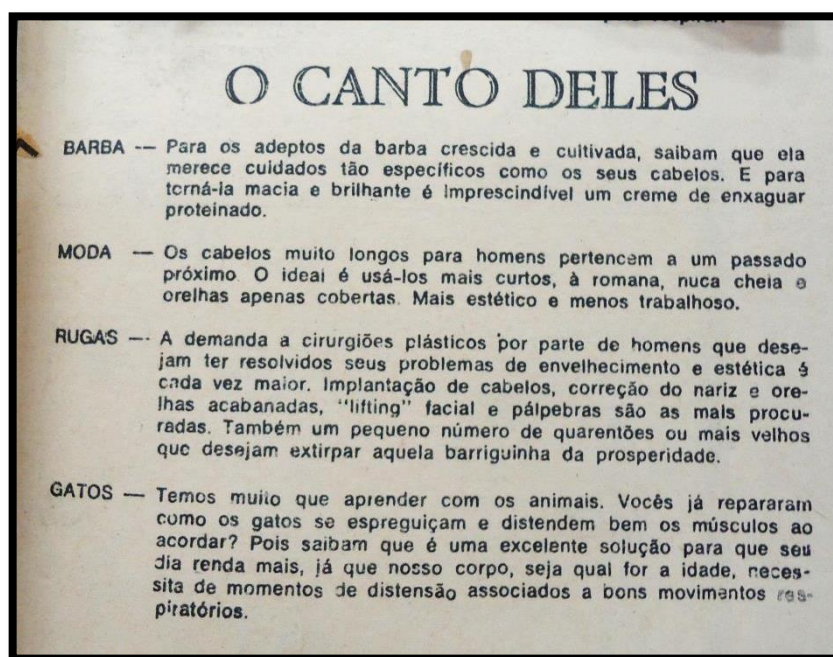 O CANTO DELES
BARBA -- Para os adeptos da barba crescida e cultivada, saibam que ela
merece cuidados tão específicos como os seus cabelos. E para
torná-la macia e brilhante é imprescindível um creme de enxaguar
proteinado.
MODA — Os cabelos muito longos para homens pertencem a um passado
próximo. O ideal é usá-los mais curtos, à romana, nuca cheia e
orelhas apenas cobertas. Mais estético e menos trabalhoso.
RUGAS — A demanda a cirurgiões plásticos por parte de homens que dese-
jam ter resolvidos seus problemas de envelhecimento e estética é
cada vez maior. Implantação de cabelos, correção do nariz e ore-
lhas acabanadas, "lifting" facial e pálpebras são as mais procu-
radas. Também um pequeno número de quarentões ou mais velhos
que desejam extirpar aquela barriguinha da prosperidade.
GATOS — Temos muito que aprender com os animais. Vocês já repararam
como os gatos se espreguiçam e distendem bem os músculos ao
acordar? Pois saibam que é uma excelente solução para que seu
dia renda mais, já que nosso corpo, seja qual for a idade, neces-
sita de momentos de distensão associados a bons movimentos res-
piratórios.